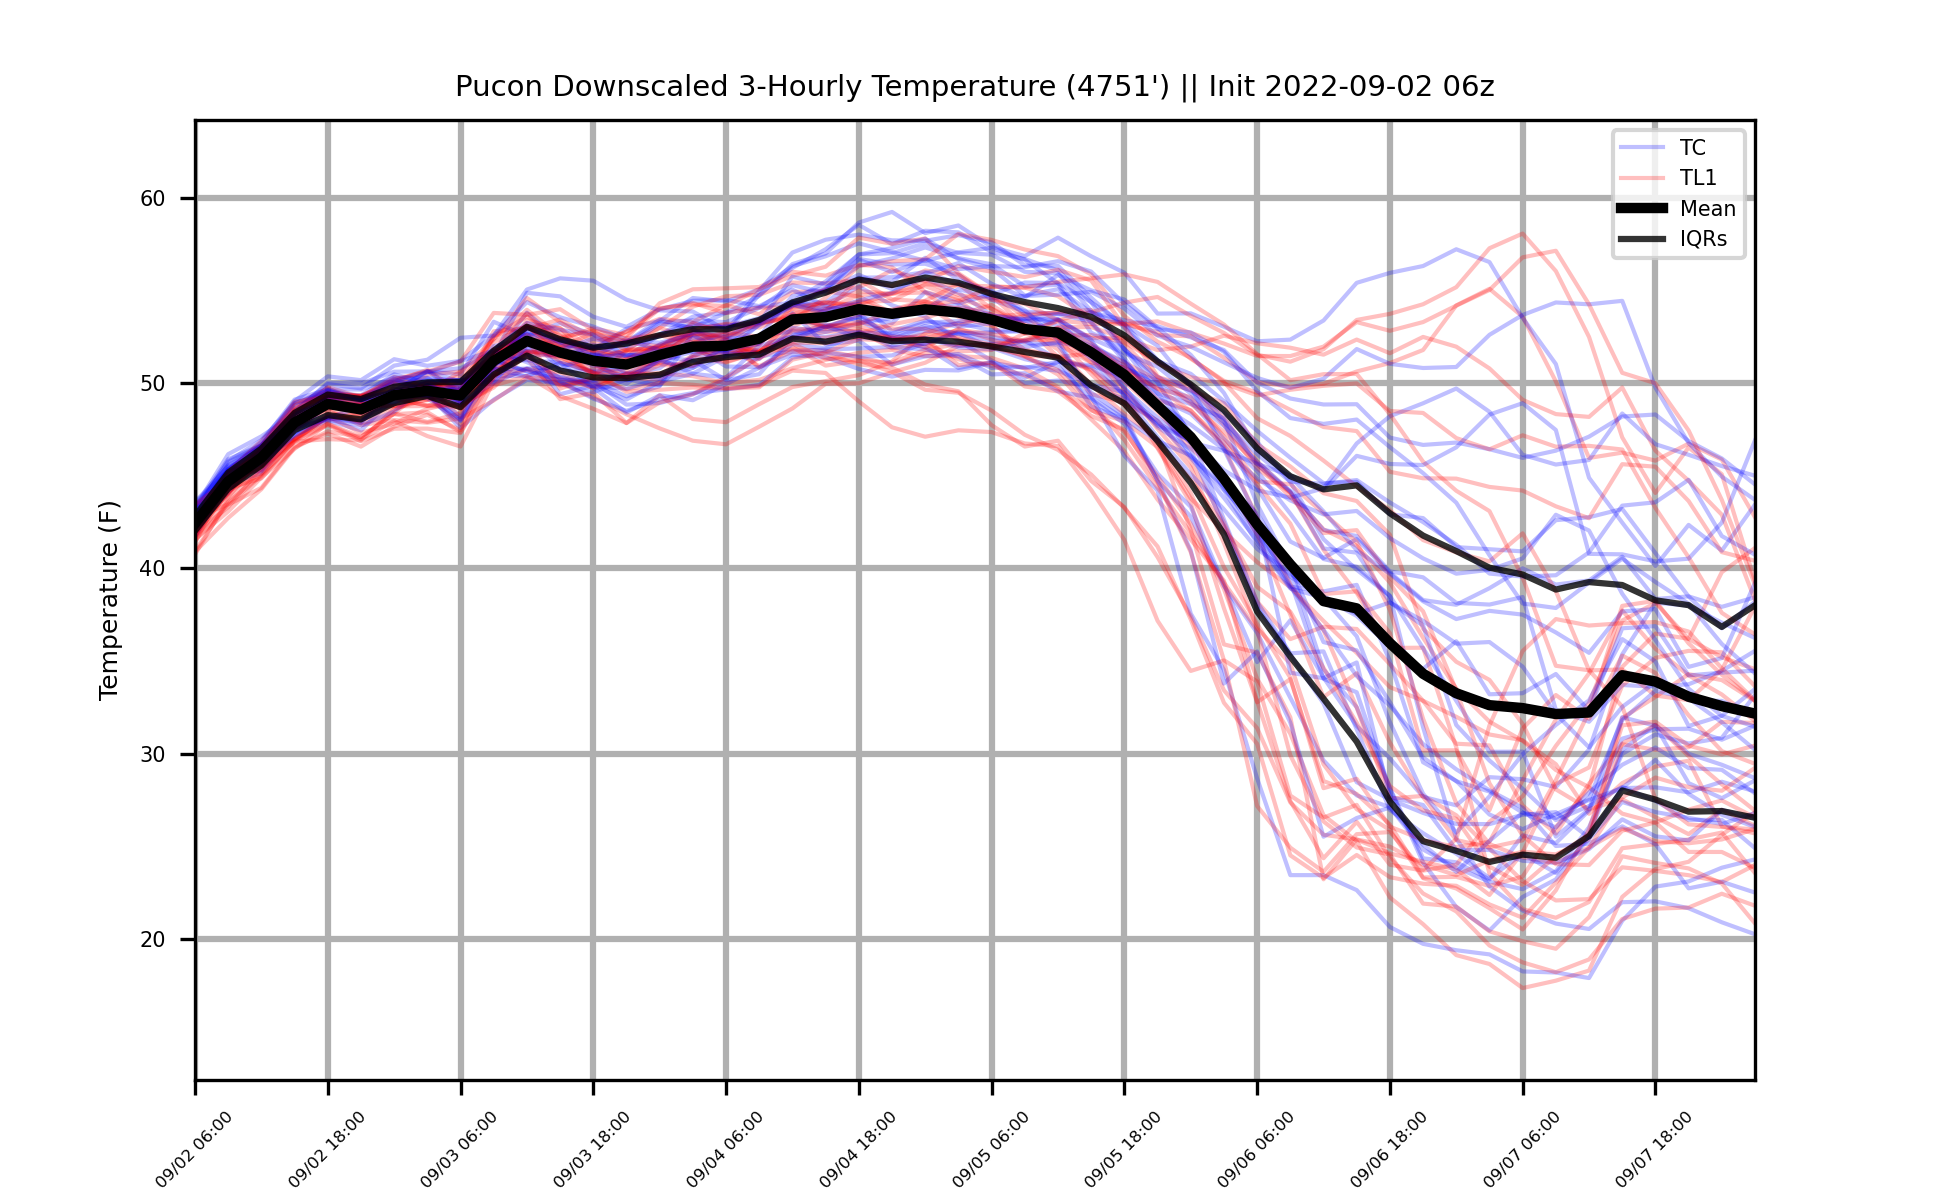 Pucon Downscaled 3-Hourly Temperature (4751') || Init 2022-09-02 06z
TC
TL1
Mean
IQRs
Temperature (F)
60
50
40
30
20
09/02 06:00
09/02 18:00
09/03 06:00
09/03 18:00
09/04 06:00
09/04 18:00
09/05 06:00
09/05 18:00
09/06 06:00
09/06 18:00
09/07 06:00
09/07 18:00